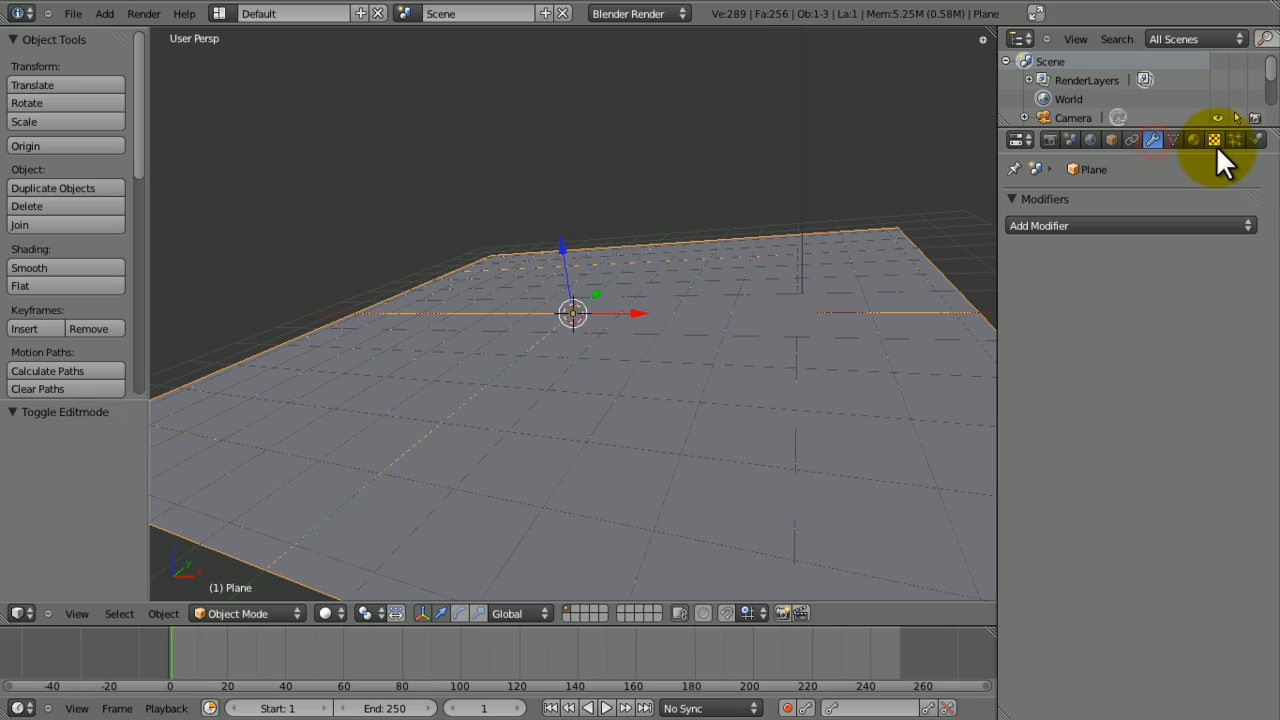 File Add Render Help Default Scene Blender Render Ve:289 | Fa:256 | Ob:1-3 | La:1 | Mem:5.25M (0.58M) | Plane
Object Tools
Transform:
Translate
Rotate
Scale
Origin
Object:
Duplicate Objects
Delete
Join
Shading:
Smooth
Flat
Keyframes:
Insert Remove
Motion Paths:
Calculate Paths
Clear Paths
Toggle Editmode
User Persp
(1) Plane
View Select Object Object Mode Global
-40 -20 0 20 40 60 80 100 120 140 160 180 200 220 240 260
View Frame Playback Start: 1 End: 250 1 No Sync
View Search All Scenes
Scene
RenderLayers
World
Camera
Plane
Modifiers
Add Modifier